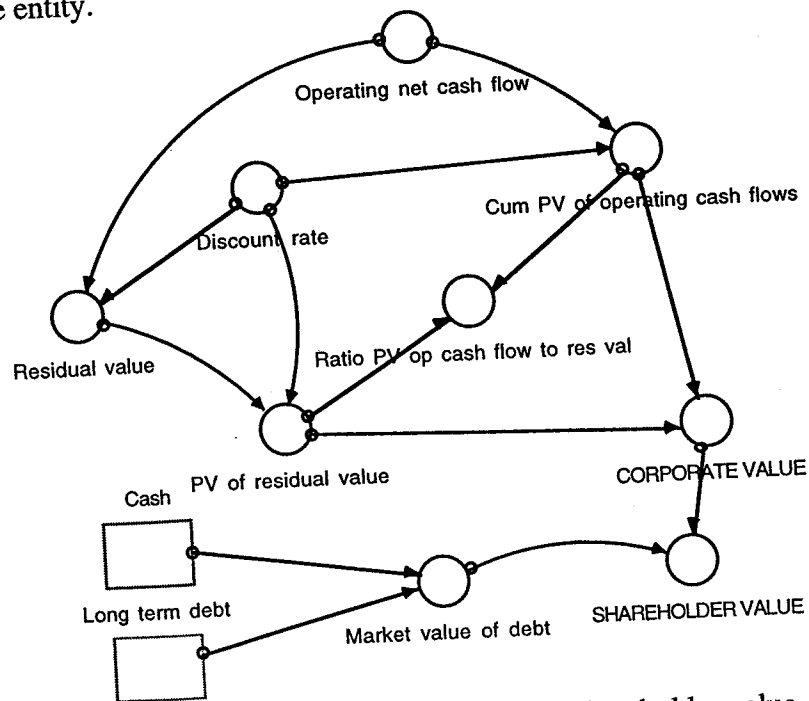 entity.
Operating net cash flow
Cum PV of operating cash flows
Discount rate
Residual value
Ratio PV op cash flow to res val
PV of residual value
CORPORATE VALUE
Cash
Long term debt
Market value of debt
SHAREHOLDER VALUE